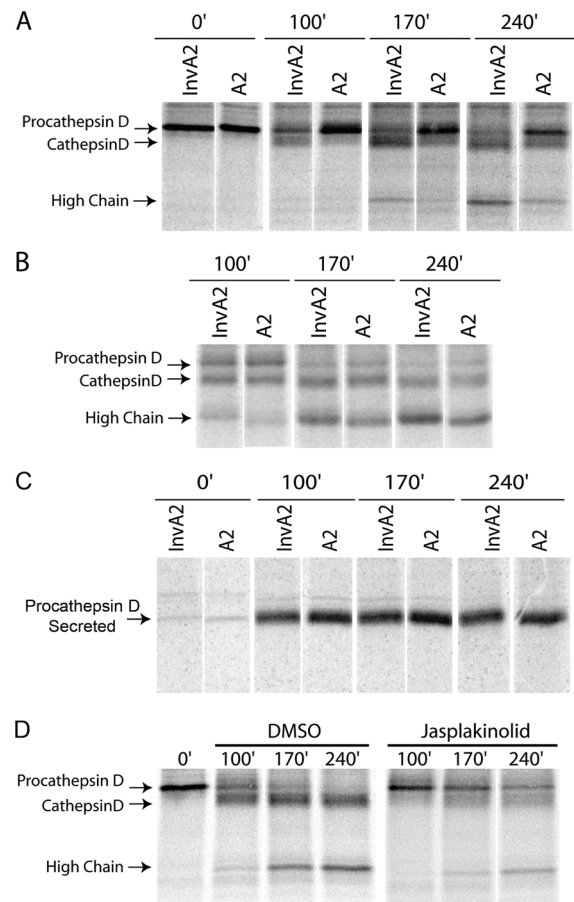 A
0' 100' 170' 240'
InvA2 A2 InvA2 A2 InvA2 A2 InvA2 A2
Procathepsin D
CathepsinD
High Chain
B
100' 170' 240'
InvA2 A2 InvA2 A2 InvA2 A2
Procathepsin D
CathepsinD
High Chain
C
0' 100' 170' 240'
InvA2 A2 InvA2 A2 InvA2 A2 InvA2 A2
Procathepsin D
Secreted
D
DMSO Jasplakinolid
0' 100' 170' 240' 100' 170' 240'
Procathepsin D
CathepsinD
High Chain